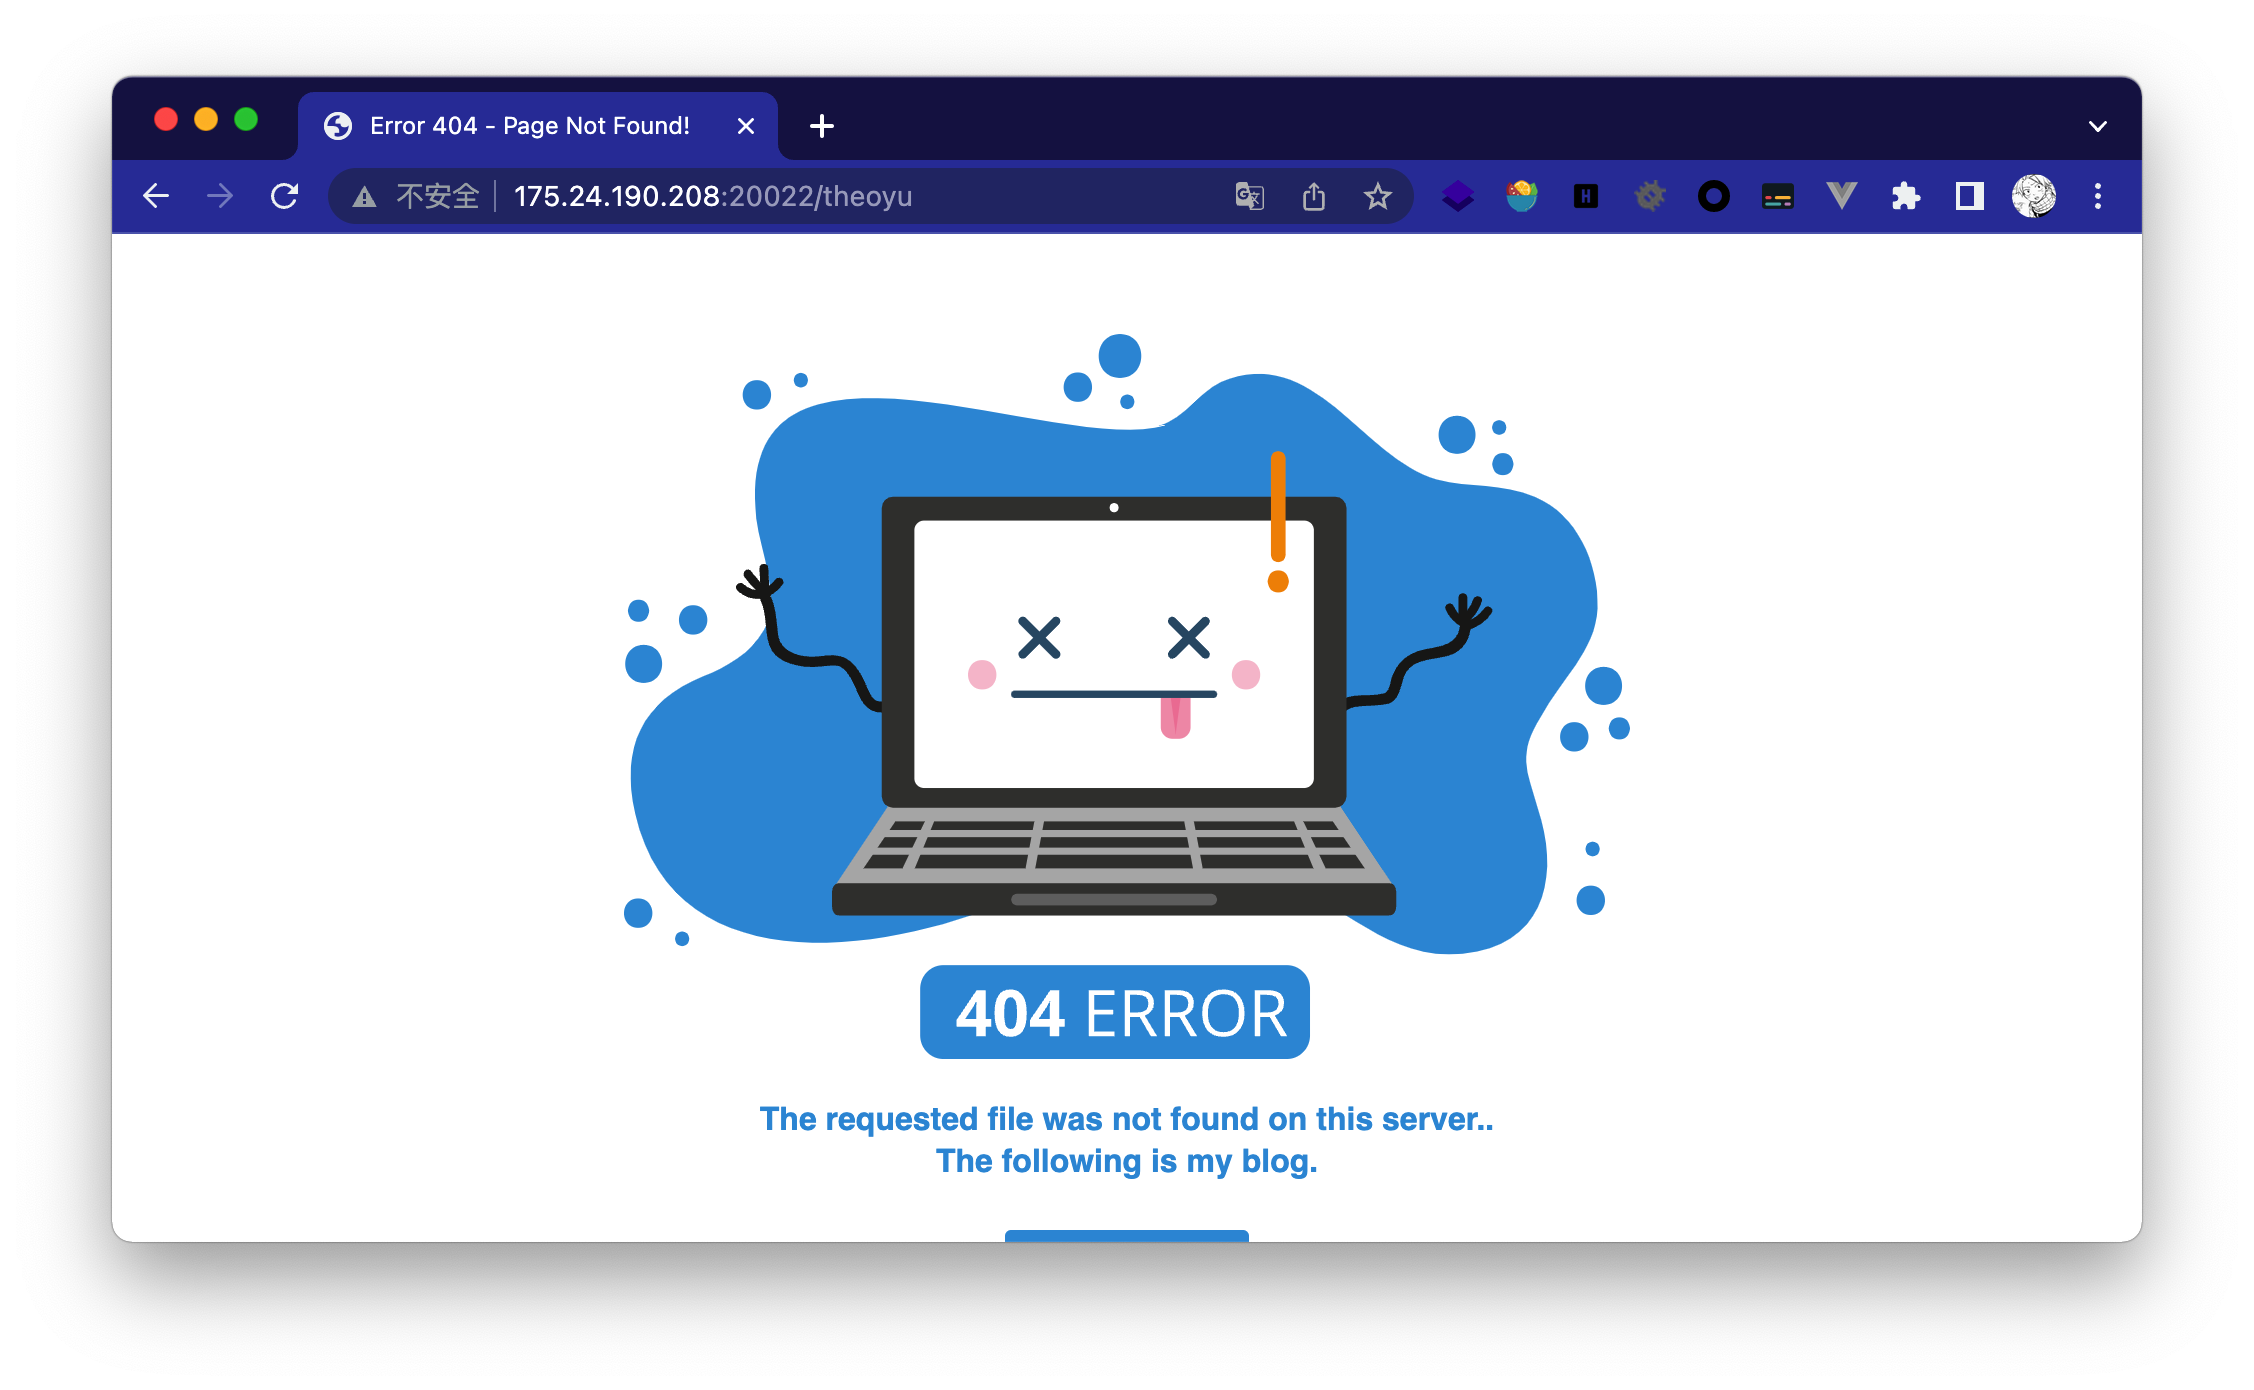 Error 404 - Page Not Found!
不安全 175.24.190.208:20022/theoyu
404 ERROR
The requested file was not found on this server..
The following is my blog.